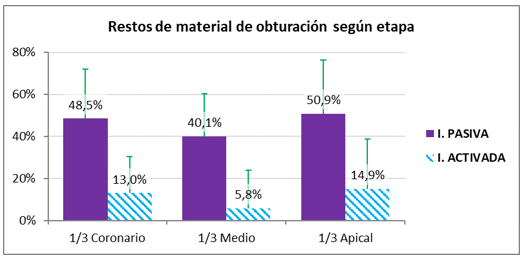 Restos de material de obturación según etapa
80%
60%
40%
20%
0%
48,5%
13,0%
40,1%
5,8%
50,9%
14,9%
1/3 Coronario
1/3 Medio
1/3 Apical
I. PASIVA
I. ACTIVADA